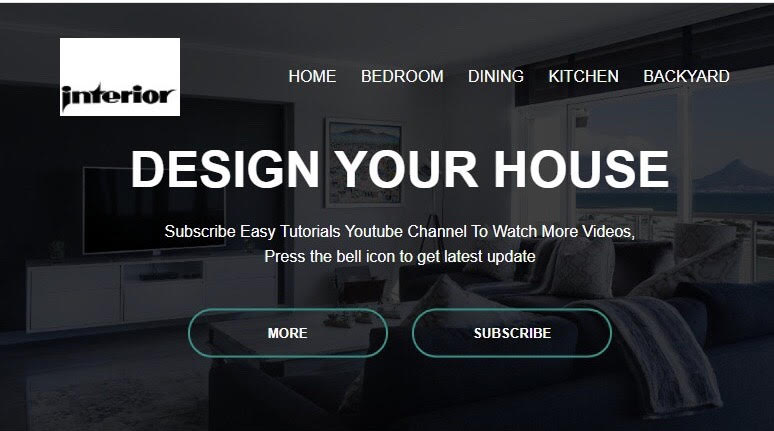 interior
HOME BEDROOM DINING KITCHEN BACKYARD
DESIGN YOUR HOUSE
Subscribe Easy Tutorials Youtube Channel To Watch More Videos,
Press the bell icon to get latest update
MORE SUBSCRIBE